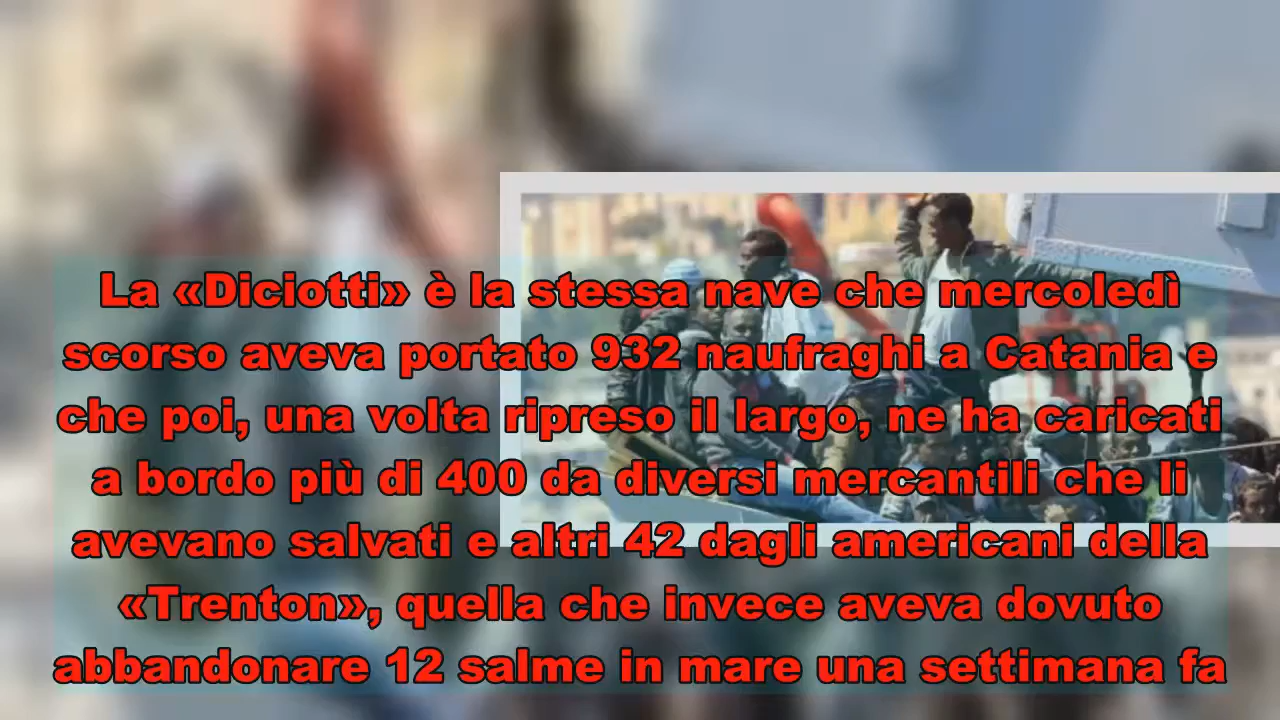 La «Diciotti» è la stessa nave che mercoledì
scorso aveva portato 932 naufraghi a Catania e
che poi, una volta ripreso il largo, ne ha caricati
a bordo più di 400 da diversi mercantili che li
avevano salvati e altri 42 dagli americani della
«Trenton», quella che invece aveva dovuto
abbandonare 12 salme in mare una settimana fa